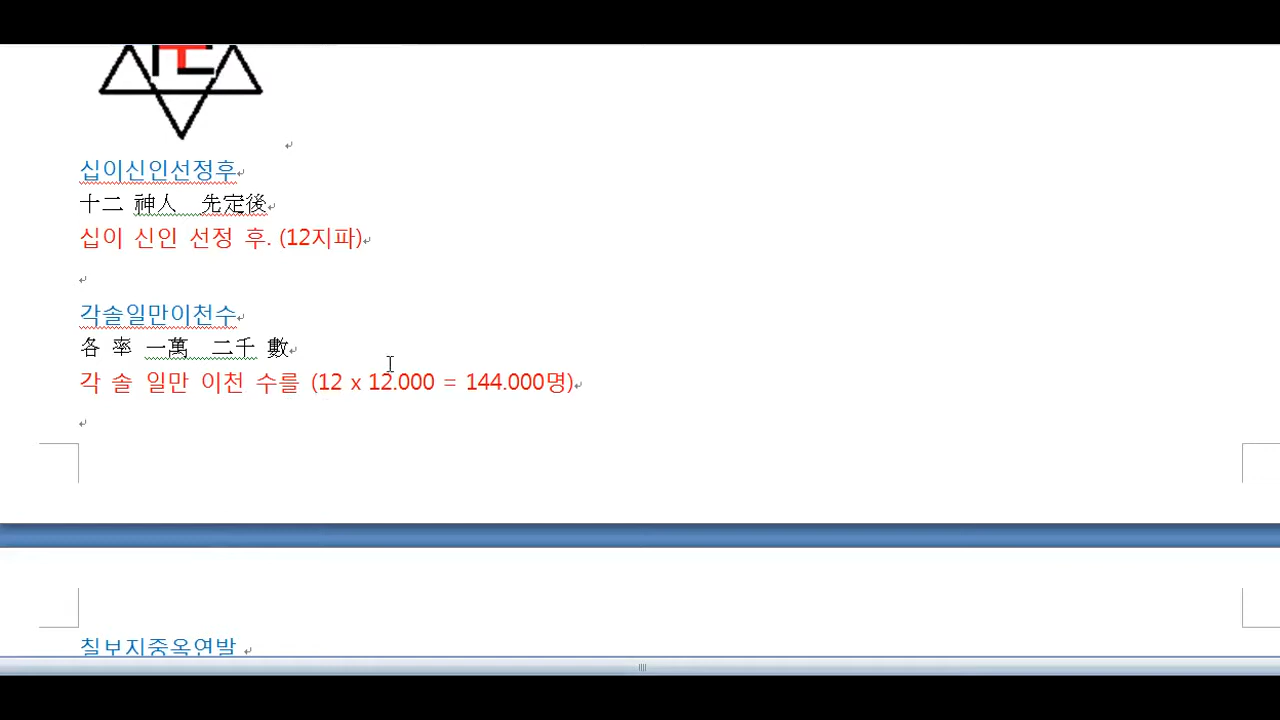 십이신인선정후
十二 神人 先定後
십이 신인 선정 후. (12지파)
각솔일만이천수
各 率 一萬 二千 數
각 솔 일만 이천 수를 (12 x 12.000 = 144.000명)
칠보지중옥연발